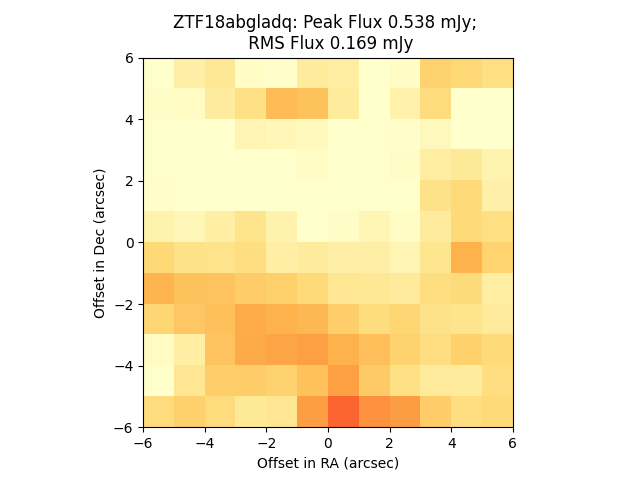 ZTF18abgladq: Peak Flux 0.538 mJy;
RMS Flux 0.169 mJy
6
4
2
0
−2
−4
−6
Offset in Dec (arcsec)
−6 −4 −2 0 2 4 6
Offset in RA (arcsec)